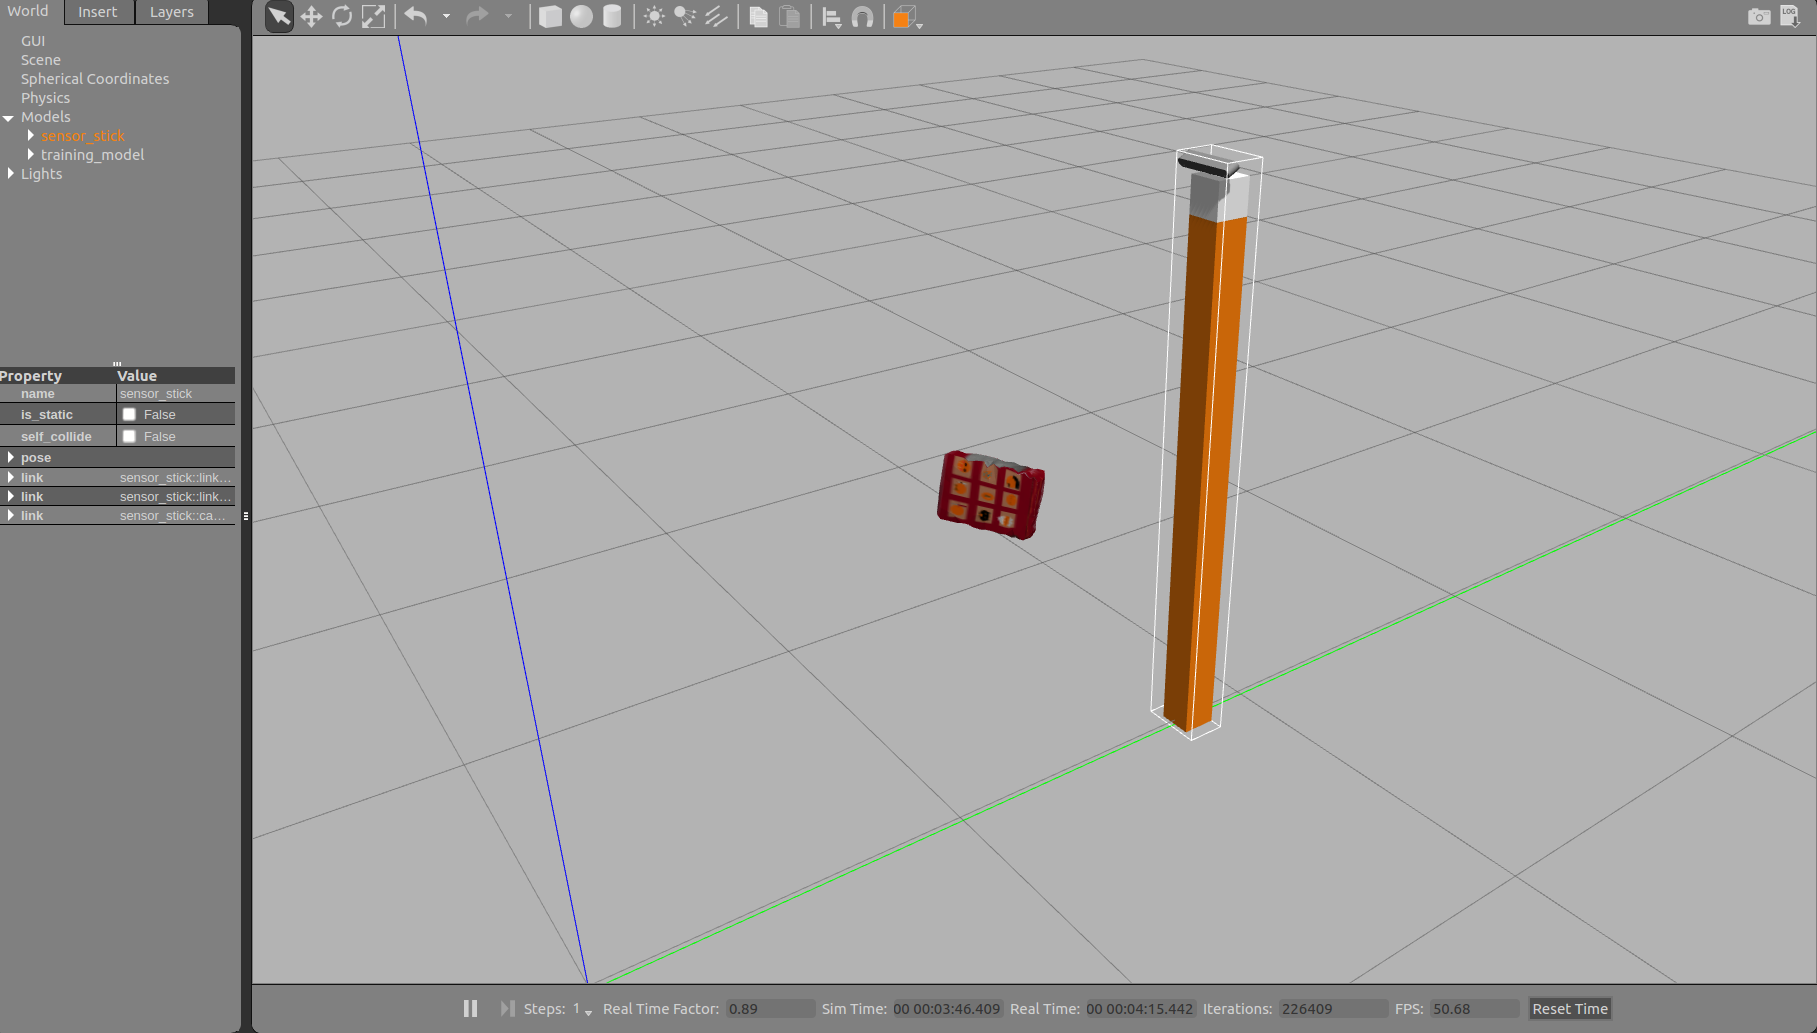 World Insert Layers
GUI
Scene
Spherical Coordinates
Physics
Models
sensor_stick
training_model
Lights
Property Value
name sensor_stick
is_static False
self_collide False
pose
link sensor_stick::link...
link sensor_stick::link...
link sensor_stick::ca...
LOG
Steps: 1 Real Time Factor: 0.89 Sim Time: 00 00:03:46.409 Real Time: 00 00:04:15.442 Iterations: 226409 FPS: 50.68 Reset Time